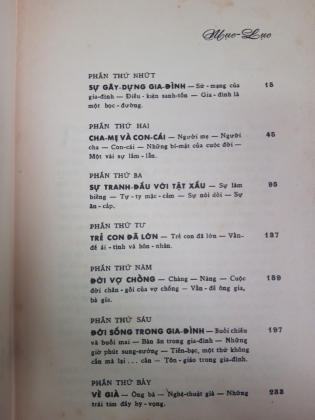 Mục-Lục
PHẦN THỨ NHỨT
SỰ GÂY-DỰNG GIA-ĐÌNH — Sứ-mạng của 15
gia-đình — Điều-kiện sanh-tồn — Gia-đình là
một học-đường.
PHẦN THỨ HAI
CHA-MẸ VÀ CON-CÁI — Người mẹ — Người 45
cha — Con-cái — Những bí-mật của cuộc đời —
Một vài sự lầm-lẫn.
PHẦN THỨ BA
SỰ TRANH-ĐẤU VỚI TẬT XẤU — Sự làm 95
biếng — Tự-ty mặc-cảm — Sự nói dối — Sự
ăn-cắp.
PHẦN THỨ TƯ
TRẺ CON ĐÃ LỚN — Trẻ con đã lớn — Vấn- 137
đề ái-tình và hôn-nhân.
PHẦN THỨ NĂM
ĐỜI VỢ CHỒNG — Chàng — Nàng — Cuộc 159
đời chăn-gối của vợ chồng — Vấn-đề ông gia,
bà gia.
PHẦN THỨ SÁU
ĐỜI SỐNG TRONG GIA-ĐÌNH — Buổi chiều 197
và buổi mai — Bàn ăn trong gia-đình — Những
giờ phút sung-sướng — Tiền-bạc, một thứ không
cần mà lại... cần — Tôn-giáo trong gia-đình.
PHẦN THỨ BẢY
VỀ GIÀ — Ông bà — Nghệ-thuật già — Những 233
trái tim đầy hy-vọng.